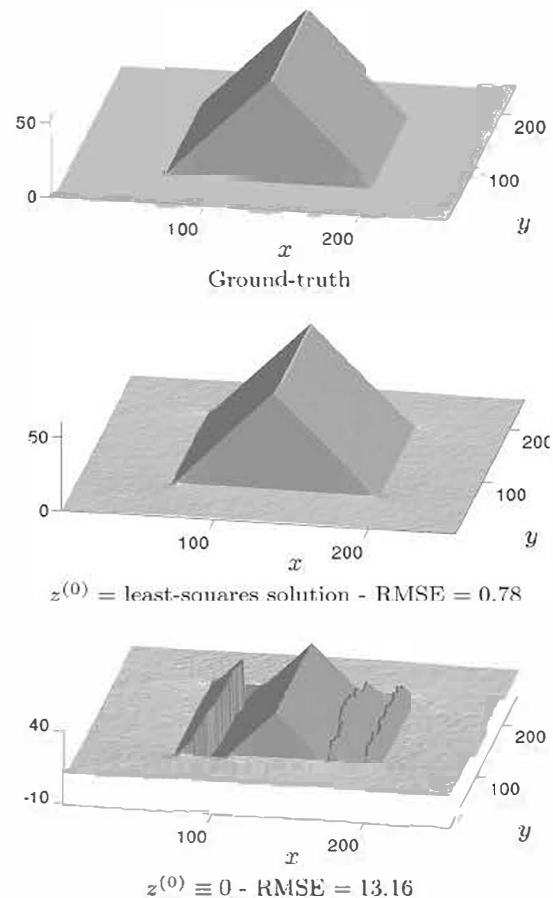 50
0
100
200
x
100
200
y
Ground-truth
50
0
100
200
x
100
200
y
z^(0) = least-squares solution - RMSE = 0.78
40
-10
100
200
x
100
200
y
z^(0) ≡ 0 - RMSE = 13.16